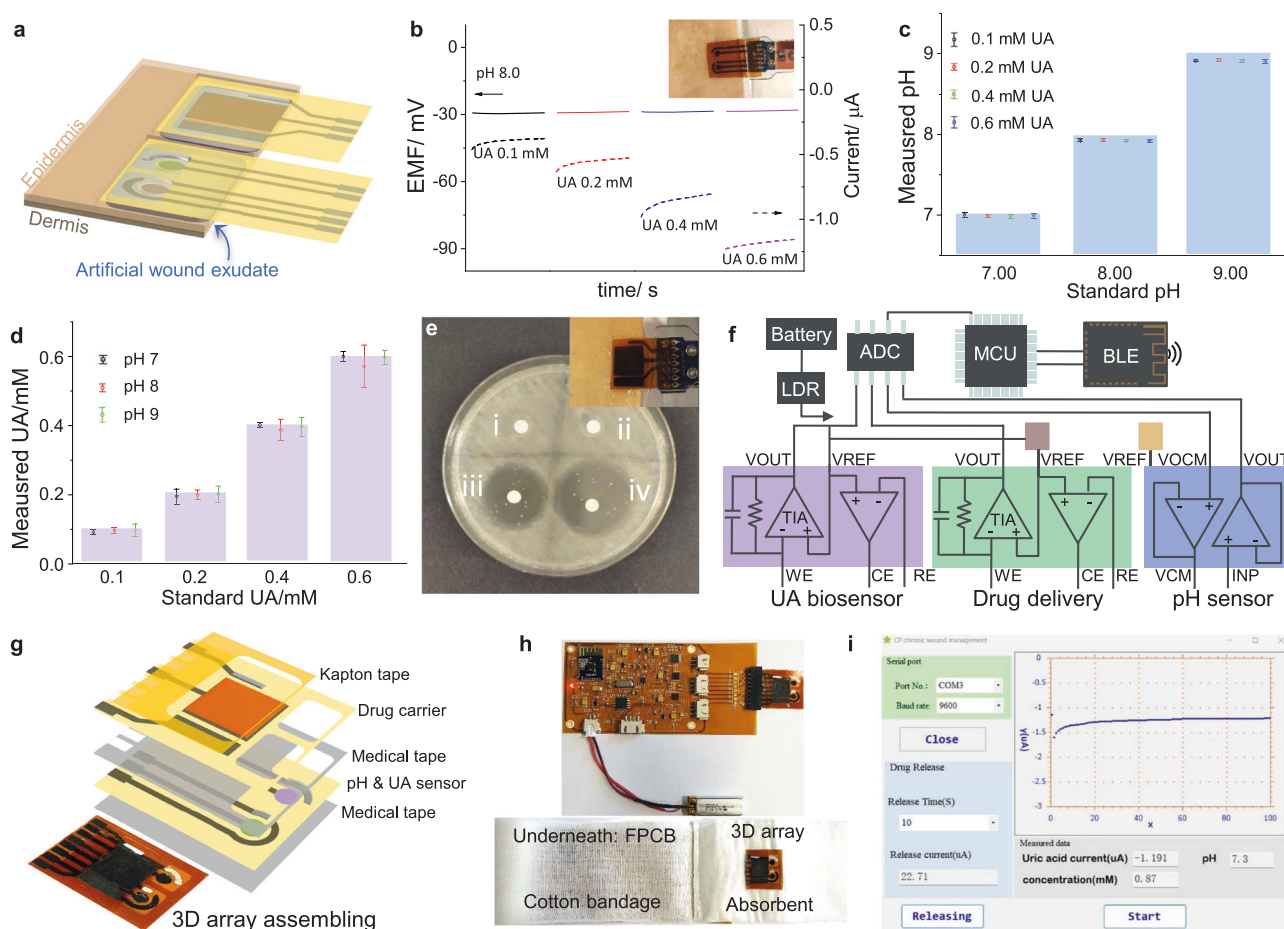 a
Epidermis
Dermis
Artificial wound exudate
b
0
-30
-60
-90
EMF/ mV
pH 8.0
UA 0.1 mM
UA 0.2 mM
UA 0.4 mM
UA 0.6 mM
0.5
0.0
-0.5
-1.0
Current/ µA
time/ s
c
9
8
7
Meausred pH
0.1 mM UA
0.2 mM UA
0.4 mM UA
0.6 mM UA
7.00 8.00 9.00
Standard pH
d
0.6
0.4
0.2
0.0
Meausred UA/mM
pH 7
pH 8
pH 9
0.1 0.2 0.4 0.6
Standard UA/mM
e
i ii
iii iv
f
Battery
LDR
ADC
MCU
BLE
VOUT VREF VOUT VREF VREF VOCM VOUT
TIA TIA
+ - + - + - + -
- + - +
WE CE RE WE CE RE VCM INP
UA biosensor Drug delivery pH sensor
g
Kapton tape
Drug carrier
Medical tape
pH & UA sensor
Medical tape
3D array assembling
h
Underneath: FPCB
Cotton bandage
3D array
Absorbent
i
CF chronic wound management
Serial port
Port No.: COM3
Baud rate: 9600
Close
Drug Release
Release Time(S)
10
Release current(uA)
22.71
Releasing
0
-0.5
-1
-1.5
-2
-2.5
-3
Y(uA)
0 20 40 60 80 100
X
Measured data
Uric acid current(uA) -1.191 pH 7.3
concentration(mM) 0.87
Start